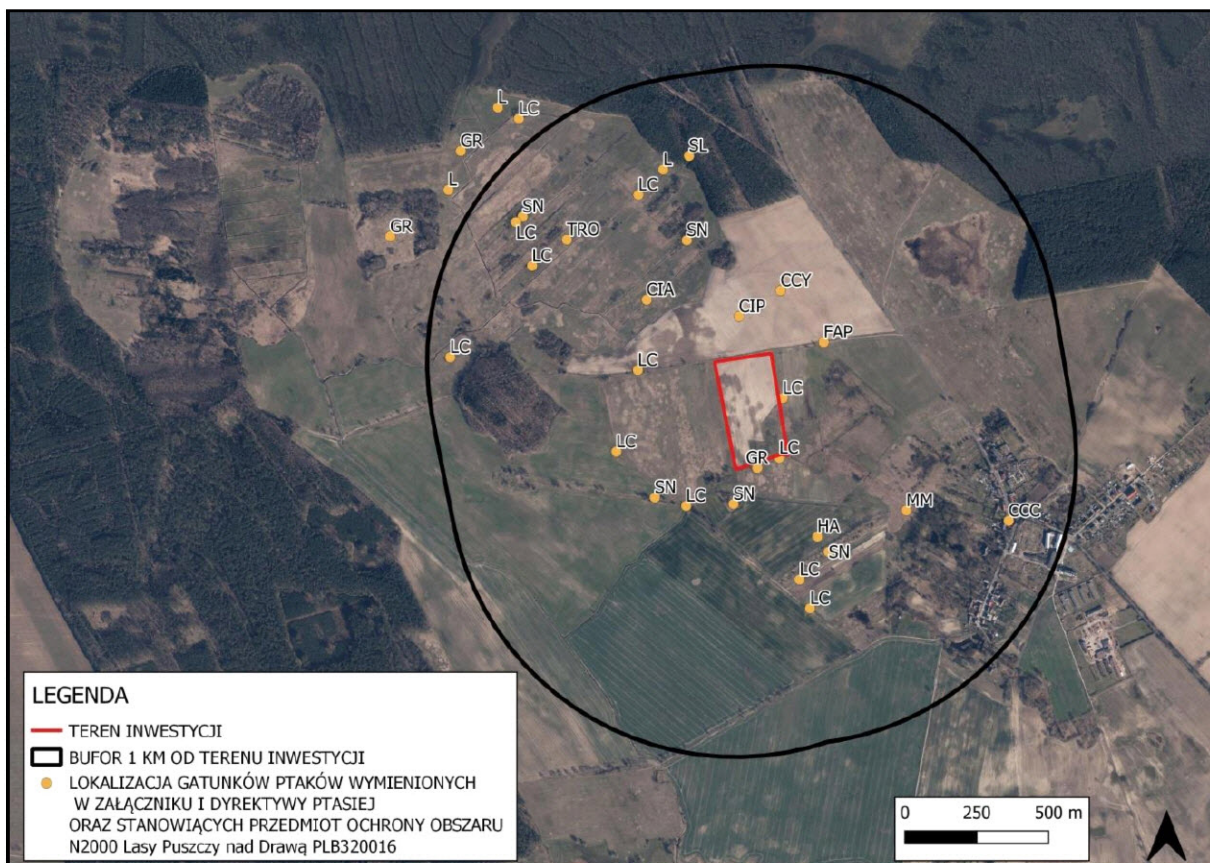 L
LC
GR
SL
L
L
LC
SN
LC
GR
TRO
SN
LC
CIA
CCY
CIP
FAP
LC
LC
LC
LC
GR
LC
SN
LC
SN
MM
CCC
HA
SN
LC
LC
LEGENDA
TEREN INWESTYCJI
BUFOR 1 KM OD TERENU INWESTYCJI
LOKALIZACJA GATUNKÓW PTAKÓW WYMIENIONYCH
W ZAŁĄCZNIKU I DYREKTYWY PTASIEJ
ORAZ STANOWIĄCYCH PRZEDMIOT OCHRONY OBSZARU
N2000 Lasy Puszczy nad Drawą PLB320016
0 250 500 m